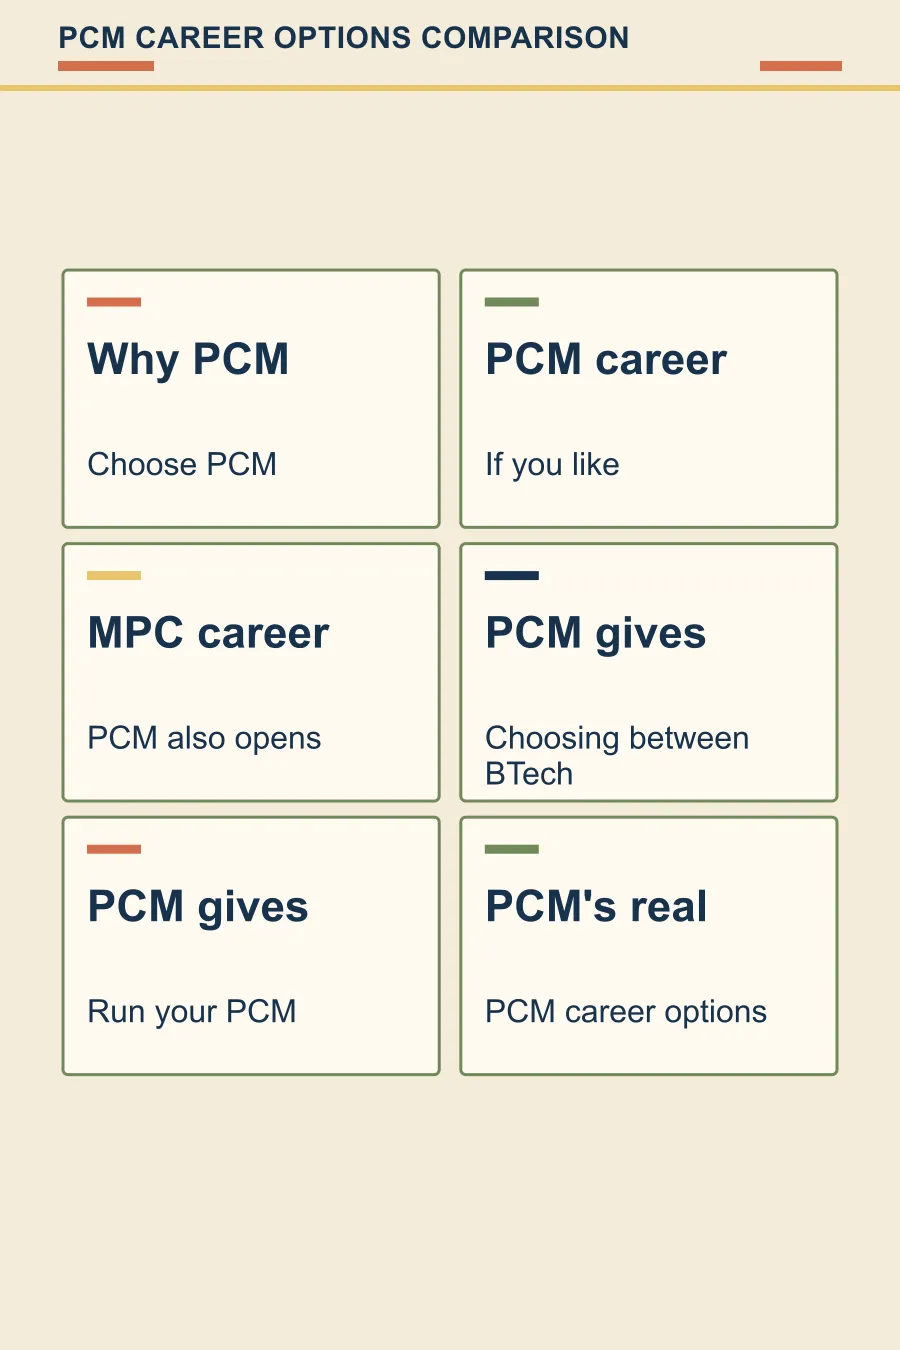 PCM CAREER OPTIONS COMPARISON
Why PCM
Choose PCM
PCM career
If you like
MPC career
PCM also opens
PCM gives
Choosing between
BTech
PCM gives
Run your PCM
PCM's real
PCM career options